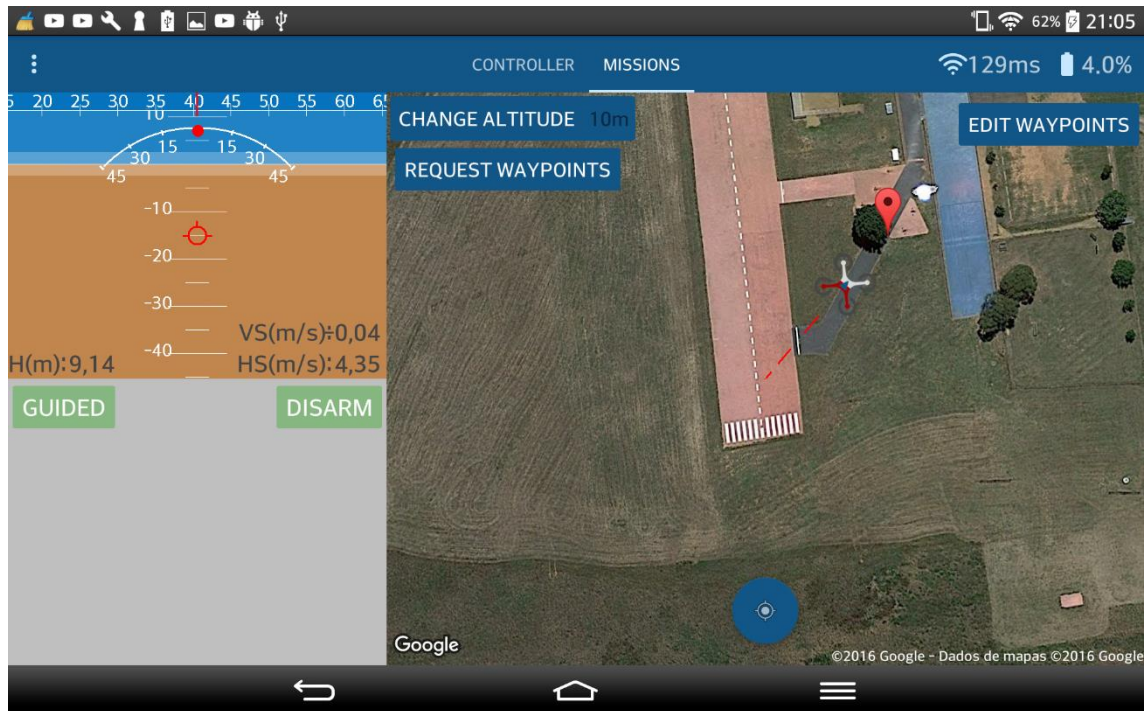 62% 21:05
CONTROLLER MISSIONS 129ms 4.0%
5 20 25 30 35 40 45 50 55 60 6
CHANGE ALTITUDE 10m
EDIT WAYPOINTS
REQUEST WAYPOINTS
10
15 15
30 30
45 45
-10
-20
-30
VS(m/s):-0,04
-40
H(m):9,14 HS(m/s):4,35
GUIDED DISARM
Google
©2016 Google - Dados de mapas ©2016 Google